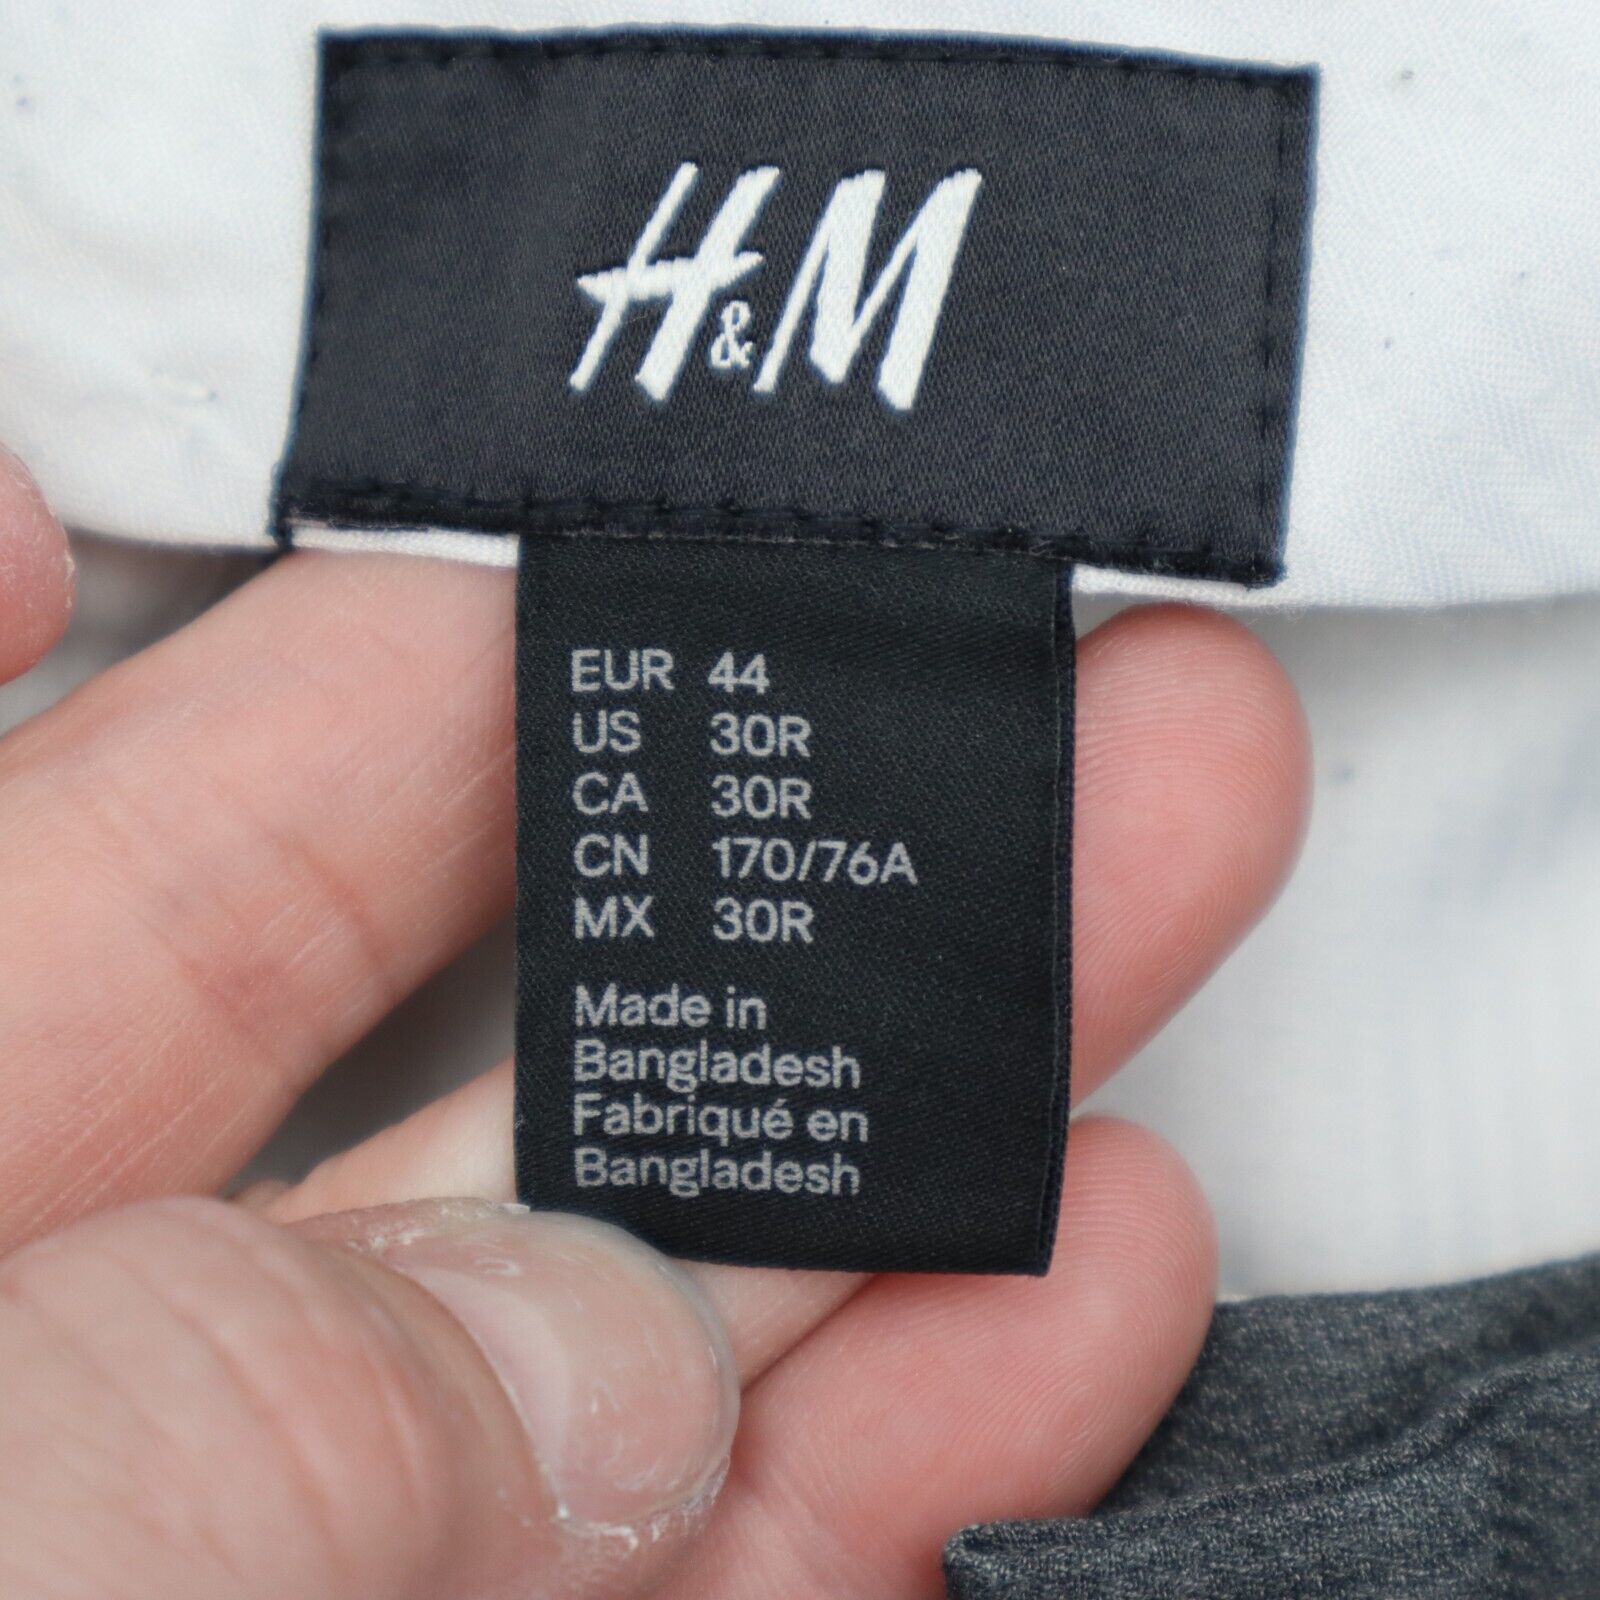 H&M
EUR 44
US 30R
CA 30R
CN 170/76A
MX 30R
Made in
Bangladesh
Fabriqué en
Bangladesh